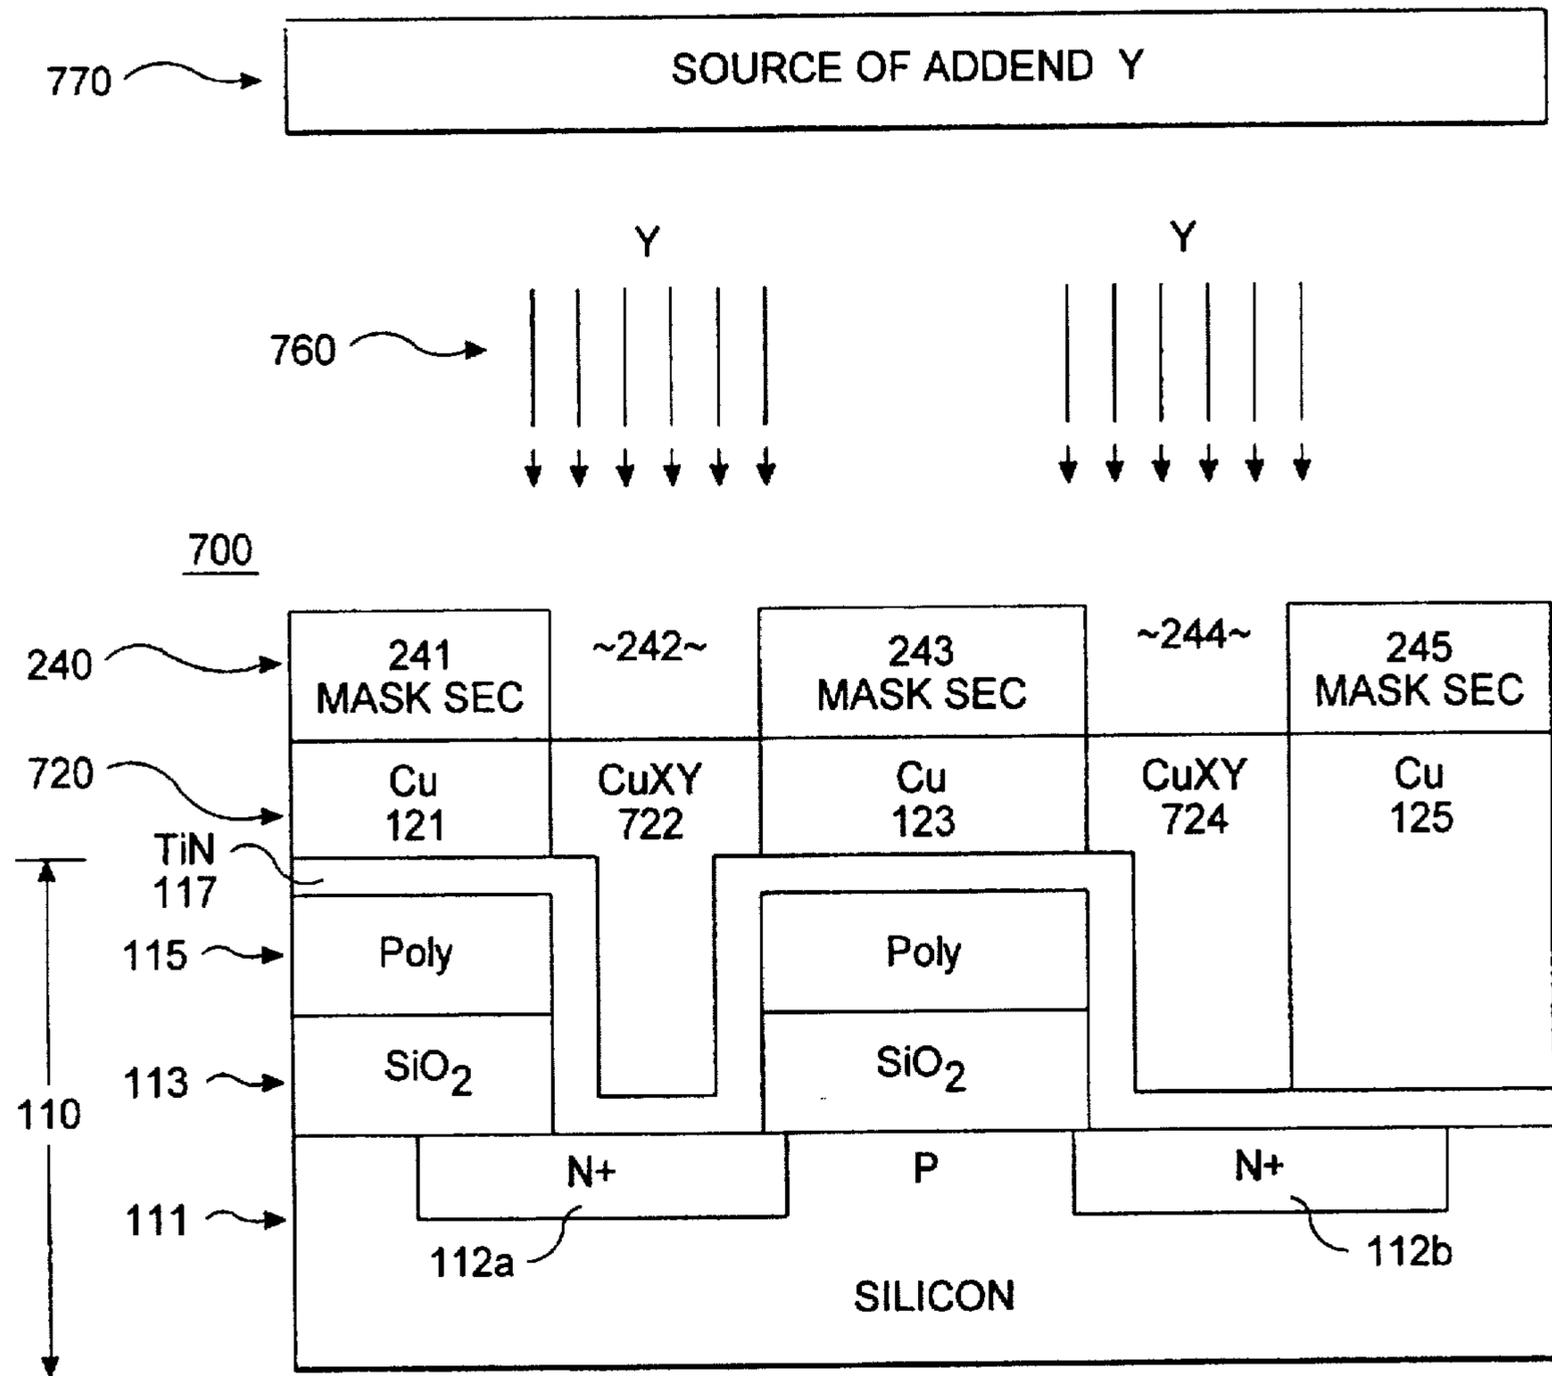 770
SOURCE OF ADDEND Y
Y
Y
760
700
240
241
MASK SEC
~242~
243
MASK SEC
~244~
245
MASK SEC
720
Cu
121
CuXY
722
Cu
123
CuXY
724
Cu
125
TiN
117
115
Poly
Poly
113
SiO2
SiO2
110
N+
P
N+
111
112a
112b
SILICON